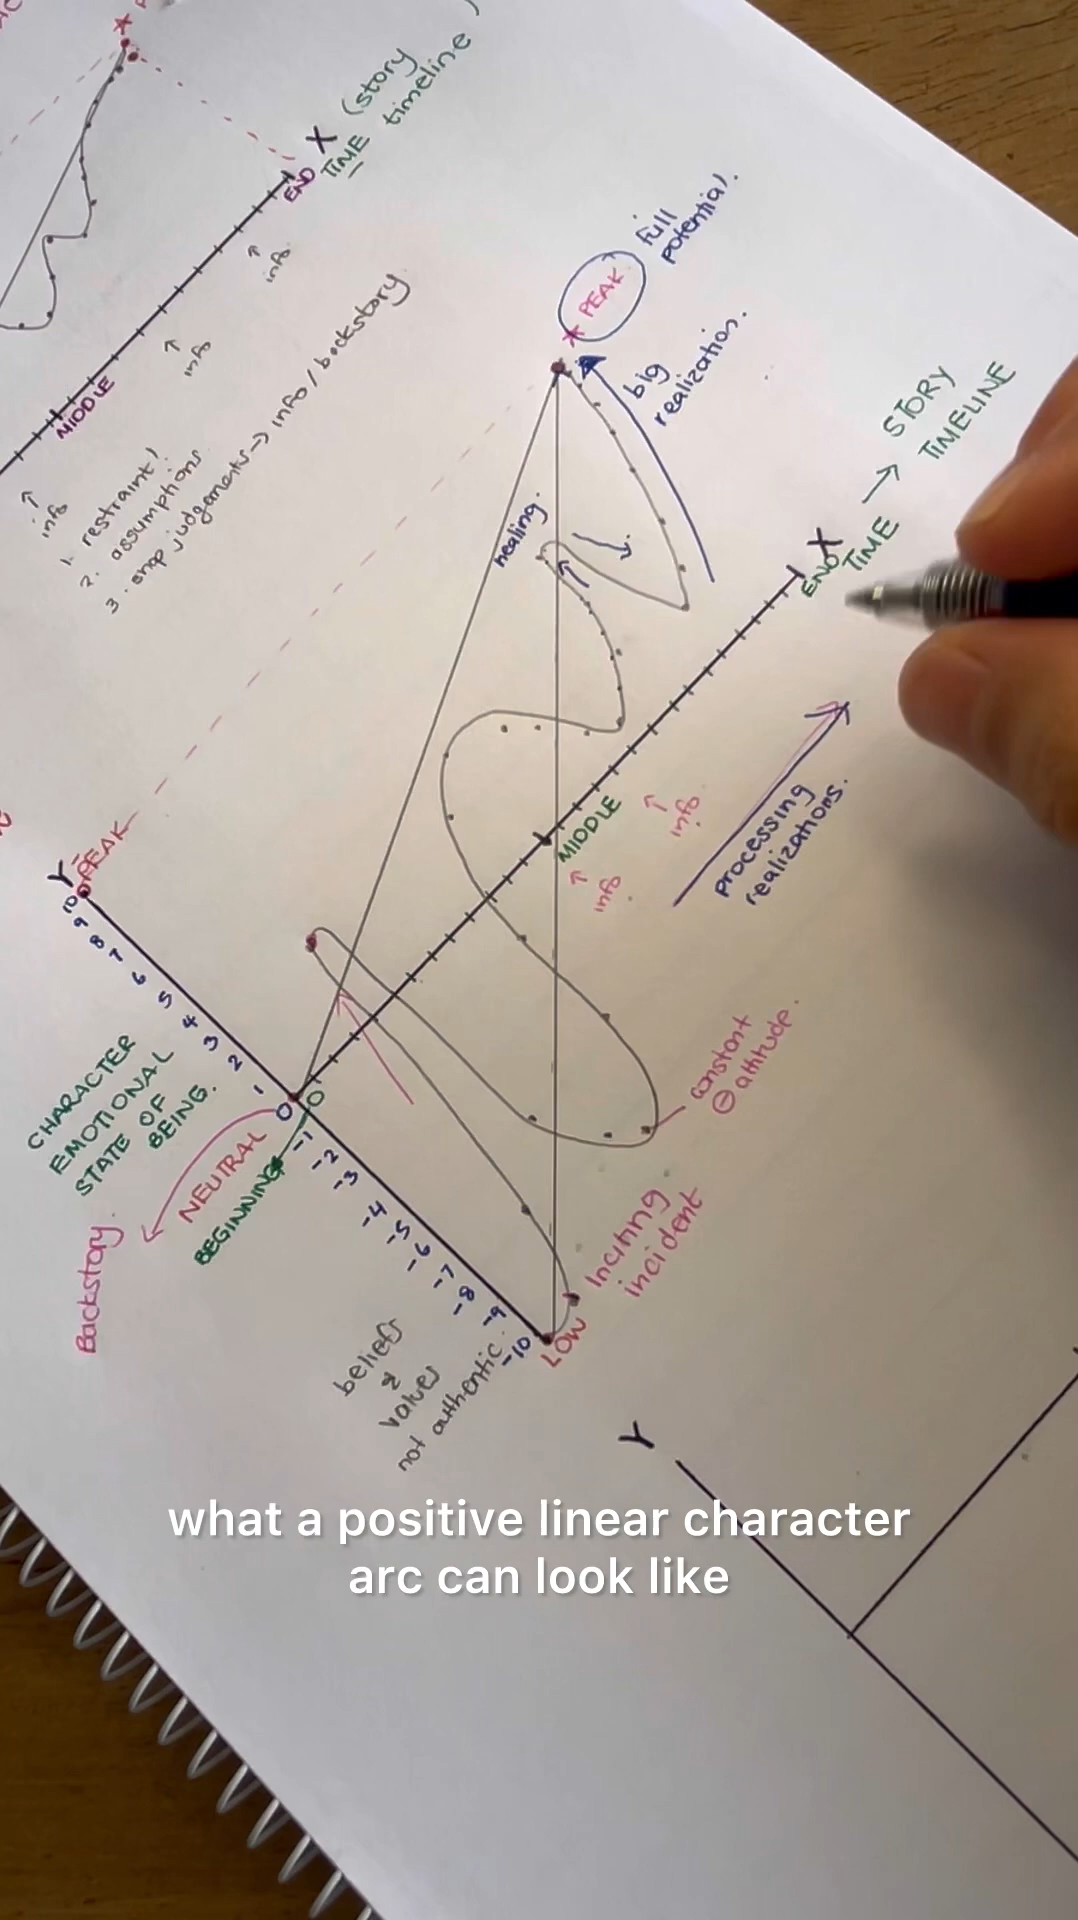 X (story
TIME timeline)
END
↑
info
↑
info
MIDDLE
↑
info
1. restraint!
2. assumptions
3. snap judgements → info / backstory
full
potential.
* PEAK
big
realization.
healing.
STORY
TIME → TIMELINE
X
END
processing
realizations.
MIDDLE
↑
info
↑
info
Y
PEAK
10
9
8
7
6
5
4
3
2
1
0
0
-1
-2
-3
-4
-5
-6
-7
-8
-9
-10
CHARACTER
EMOTIONAL
STATE OF
BEING.
NEUTRAL
BEGINNING
Backstory.
constant
⊖ attitude.
Inciting
incident
LOW
beliefs
&
values
not authentic.
Y
what a positive linear character
arc can look like